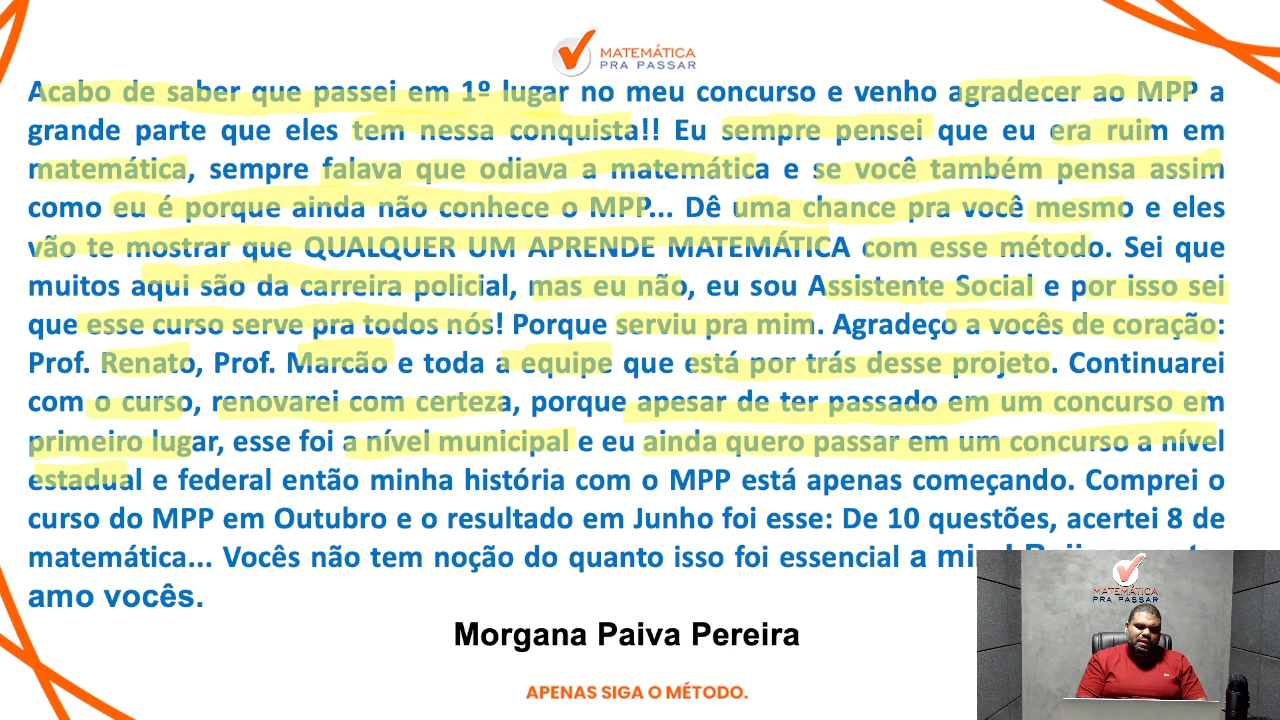 MATEMÁTICA
PRA PASSAR
Acabo de saber que passei em 1º lugar no meu concurso e venho agradecer ao MPP a
grande parte que eles tem nessa conquista!! Eu sempre pensei que eu era ruim em
matemática, sempre falava que odiava a matemática e se você também pensa assim
como eu é porque ainda não conhece o MPP... Dê uma chance pra você mesmo e eles
vão te mostrar que QUALQUER UM APRENDE MATEMÁTICA com esse método. Sei que
muitos aqui são da carreira policial, mas eu não, eu sou Assistente Social e por isso sei
que esse curso serve pra todos nós! Porque serviu pra mim. Agradeço a vocês de coração:
Prof. Renato, Prof. Marcão e toda a equipe que está por trás desse projeto. Continuarei
com o curso, renovarei com certeza, porque apesar de ter passado em um concurso em
primeiro lugar, esse foi a nível municipal e eu ainda quero passar em um concurso a nível
estadual e federal então minha história com o MPP está apenas começando. Comprei o
curso do MPP em Outubro e o resultado em Junho foi esse: De 10 questões, acertei 8 de
matemática... Vocês não tem noção do quanto isso foi essencial a
amo vocês.
Morgana Paiva Pereira
MATEMÁTICA
PRA PASSAR
APENAS SIGA O MÉTODO.